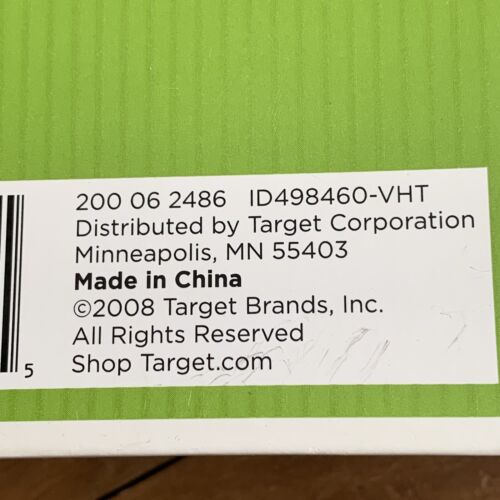 200 06 2486 ID498460-VHT
Distributed by Target Corporation
Minneapolis, MN 55403
Made in China
©2008 Target Brands, Inc.
All Rights Reserved
Shop Target.com
5